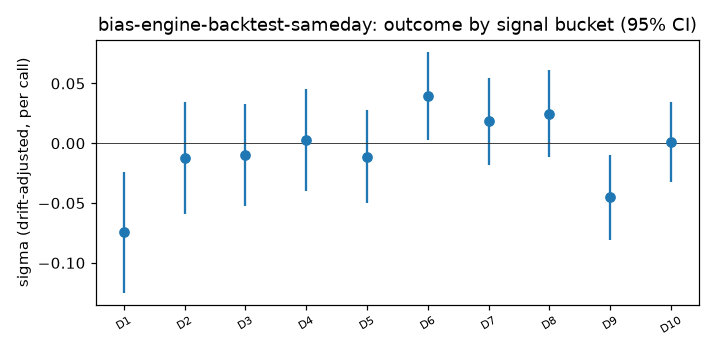 bias-engine-backtest-sameday: outcome by signal bucket (95% CI)
sigma (drift-adjusted, per call)
0.05
0.00
−0.05
−0.10
D1 D2 D3 D4 D5 D6 D7 D8 D9 D10